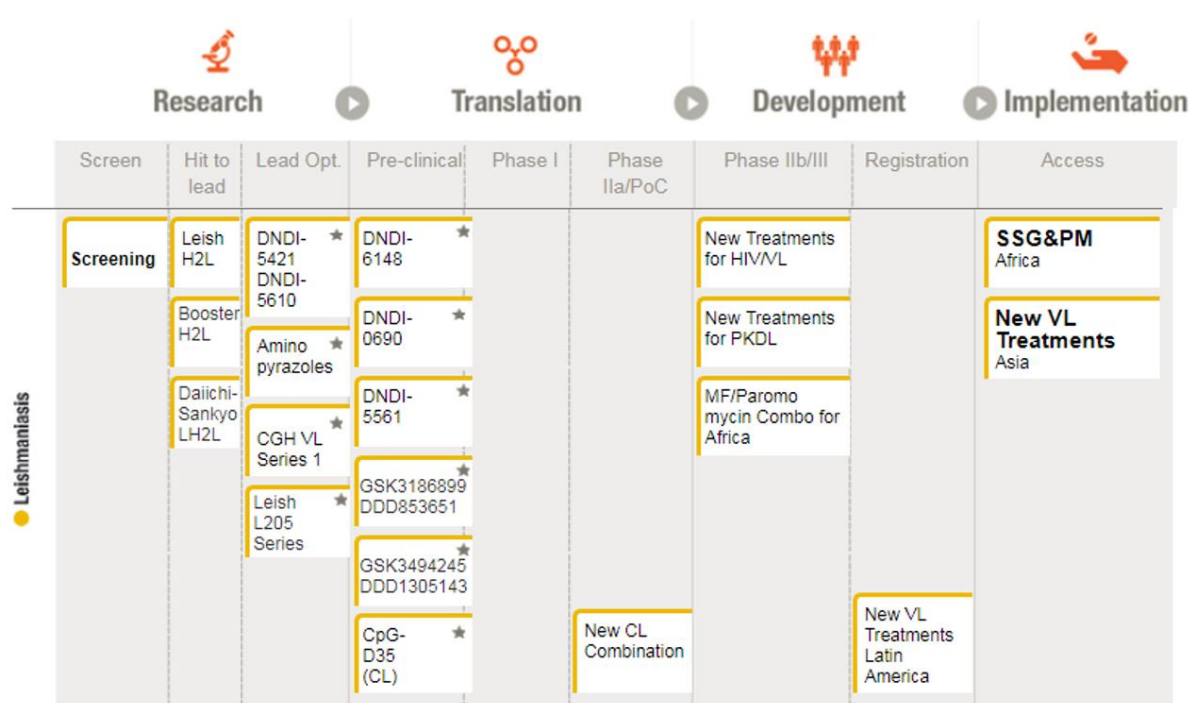 Research
Translation
Development
Implementation
Screen
Hit to
lead
Lead Opt.
Pre-clinical
Phase I
Phase
IIa/PoC
Phase IIb/III
Registration
Access
Leishmaniasis
Screening
Leish
H2L
Booster
H2L
Daiichi-
Sankyo
LH2L
DNDI-
5421
DNDI-
5610
Amino
pyrazoles
CGH VL
Series 1
Leish
L205
Series
DNDI-
6148
DNDI-
0690
DNDI-
5561
GSK3186899
DDD853651
GSK3494245
DDD1305143
CpG-
D35
(CL)
New CL
Combination
New Treatments
for HIV/VL
New Treatments
for PKDL
MF/Paromo
mycin Combo for
Africa
New VL
Treatments
Latin
America
SSG&PM
Africa
New VL
Treatments
Asia